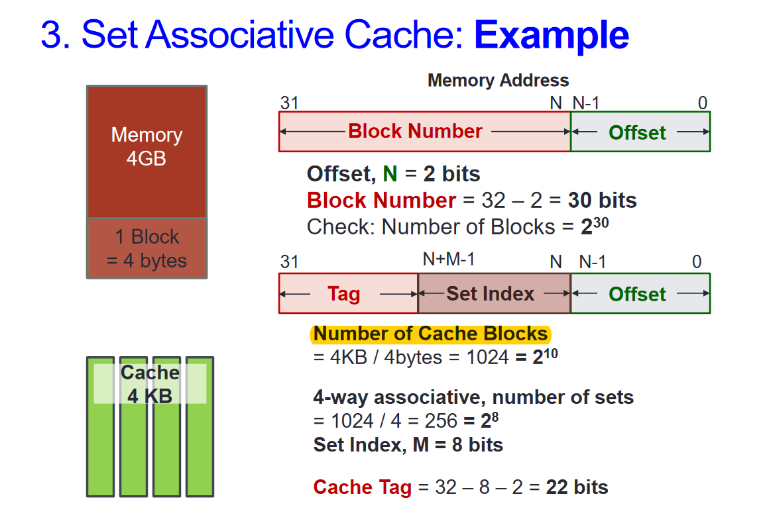 3. Set Associative Cache: Example
Memory
4GB
1 Block
= 4 bytes
Memory Address
31 N N-1 0
Block Number Offset
Offset, N = 2 bits
Block Number = 32 – 2 = 30 bits
Check: Number of Blocks = 2³⁰
31 N+M-1 N N-1 0
Tag Set Index Offset
Number of Cache Blocks
= 4KB / 4bytes = 1024 = 2¹⁰
Cache
4 KB
4-way associative, number of sets
= 1024 / 4 = 256 = 2⁸
Set Index, M = 8 bits
Cache Tag = 32 – 8 – 2 = 22 bits